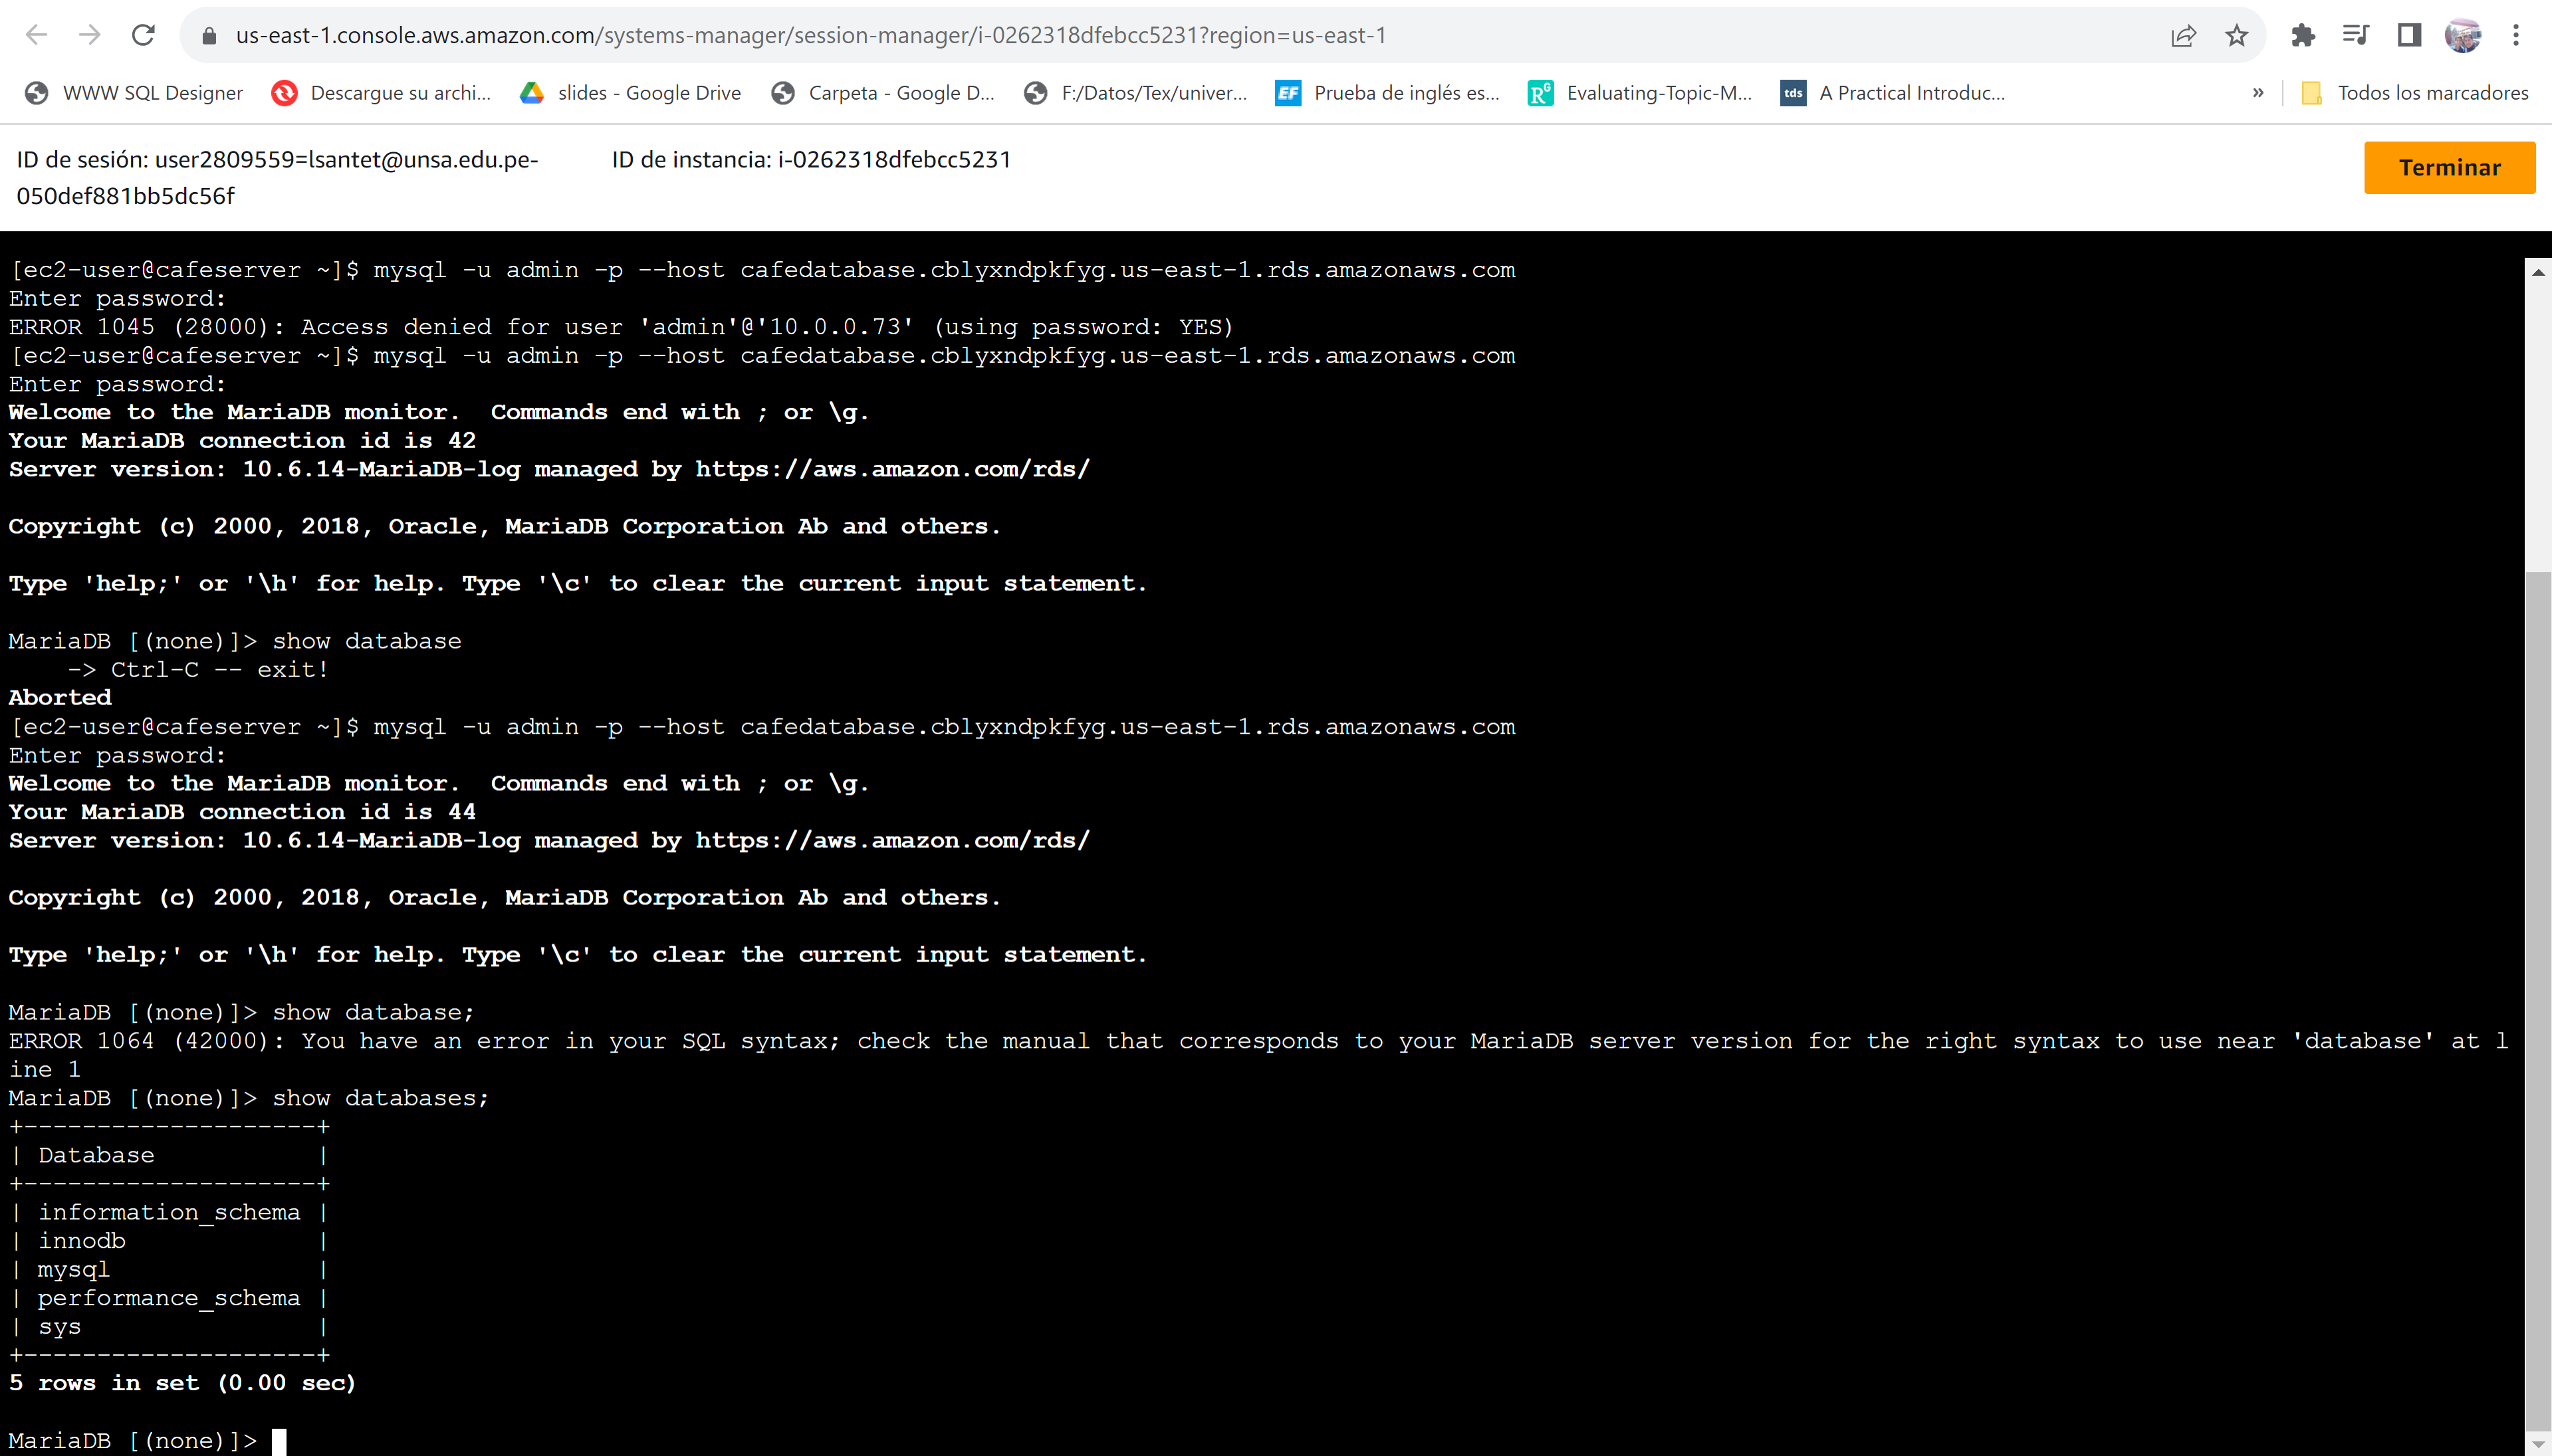 us-east-1.console.aws.amazon.com/systems-manager/session-manager/i-0262318dfebcc5231?region=us-east-1
WWW SQL Designer Descargue su archi... slides - Google Drive Carpeta - Google D... F:/Datos/Tex/univer... EF Prueba de inglés es... RG Evaluating-Topic-M... tds A Practical Introduc... » Todos los marcadores
ID de sesión: user2809559=lsantet@unsa.edu.pe-
050def881bb5dc56f
ID de instancia: i-0262318dfebcc5231
Terminar
[ec2-user@cafeserver ~]$ mysql -u admin -p --host cafedatabase.cblyxndpkfyg.us-east-1.rds.amazonaws.com
Enter password:
ERROR 1045 (28000): Access denied for user 'admin'@'10.0.0.73' (using password: YES)
[ec2-user@cafeserver ~]$ mysql -u admin -p --host cafedatabase.cblyxndpkfyg.us-east-1.rds.amazonaws.com
Enter password:
Welcome to the MariaDB monitor.  Commands end with ; or \g.
Your MariaDB connection id is 42
Server version: 10.6.14-MariaDB-log managed by https://aws.amazon.com/rds/
Copyright (c) 2000, 2018, Oracle, MariaDB Corporation Ab and others.
Type 'help;' or '\h' for help. Type '\c' to clear the current input statement.
MariaDB [(none)]> show database
    -> Ctrl-C -- exit!
Aborted
[ec2-user@cafeserver ~]$ mysql -u admin -p --host cafedatabase.cblyxndpkfyg.us-east-1.rds.amazonaws.com
Enter password:
Welcome to the MariaDB monitor.  Commands end with ; or \g.
Your MariaDB connection id is 44
Server version: 10.6.14-MariaDB-log managed by https://aws.amazon.com/rds/
Copyright (c) 2000, 2018, Oracle, MariaDB Corporation Ab and others.
Type 'help;' or '\h' for help. Type '\c' to clear the current input statement.
MariaDB [(none)]> show database;
ERROR 1064 (42000): You have an error in your SQL syntax; check the manual that corresponds to your MariaDB server version for the right syntax to use near 'database' at l
ine 1
MariaDB [(none)]> show databases;
+--------------------+
| Database           |
+--------------------+
| information_schema |
| innodb             |
| mysql              |
| performance_schema |
| sys                |
+--------------------+
5 rows in set (0.00 sec)
MariaDB [(none)]>